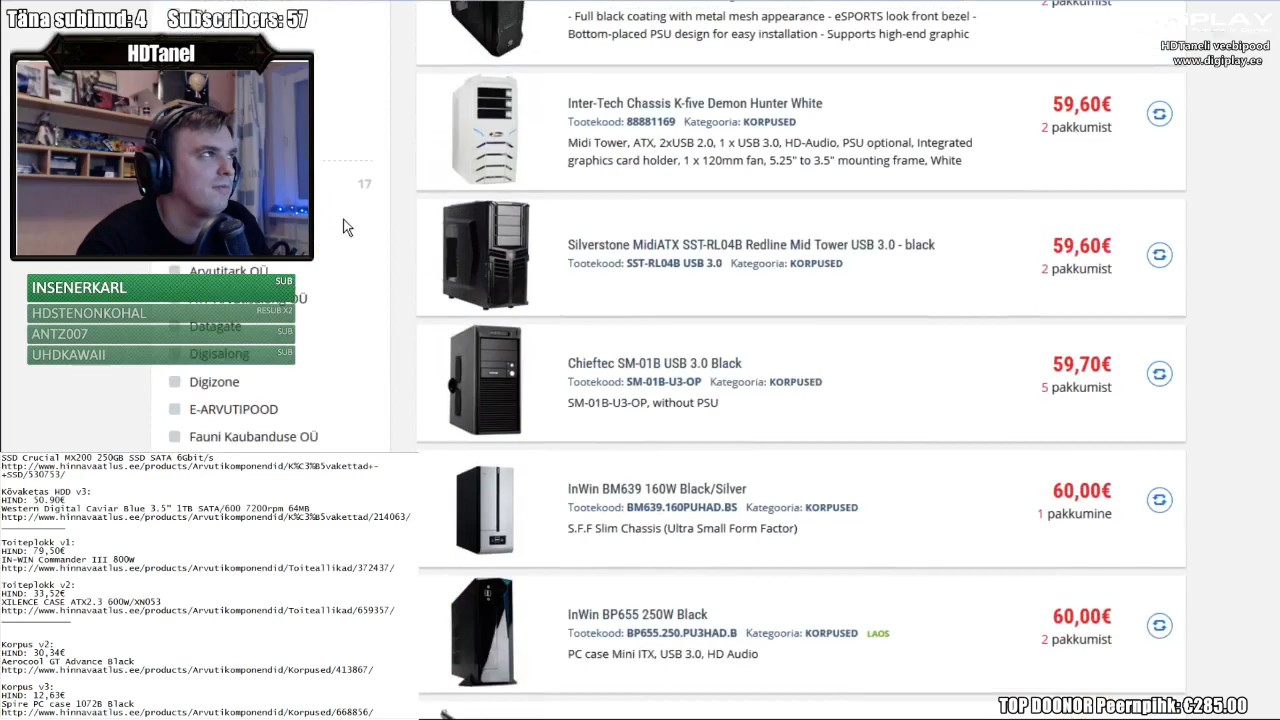 Täna subinud: 4 Subscribers: 57
HDTanel
17
Arvutitark OÜ
OÜ
Datagate
Digisalong
Digizone
E-ARVUTIPOOD
Fauni Kaubanduse OÜ
INSENERKARL SUB
HDSTENONKOHAL RESUB X2
ANTZ007 SUB
UHDKAWAII SUB
SSD Crucial MX200 250GB SSD SATA 6Gbit/s
http://www.hinnavaatlus.ee/products/Arvutikomponendid/K%C3%B5vakettad+-
+SSD/530753/
Kõvaketas HDD v3:
HIND: 50.90€
Western Digital Caviar Blue 3.5" 1TB SATA/600 7200rpm 64MB
http://www.hinnavaatlus.ee/products/Arvutikomponendid/K%C3%B5vakettad/214063/
Toiteplokk v1:
HIND: 79,50€
IN-WIN Commander III 800W
http://www.hinnavaatlus.ee/products/Arvutikomponendid/Toiteallikad/372437/
Toiteplokk v2:
HIND: 33,52€
XILENCE CASE ATX2.3 600W/XN053
http://www.hinnavaatlus.ee/products/Arvutikomponendid/Toiteallikad/659357/
Korpus v2:
HIND: 30,34€
Aerocool GT Advance Black
http://www.hinnavaatlus.ee/products/Arvutikomponendid/Korpused/413867/
Korpus v3:
HIND: 12,63€
Spire PC case 1072B Black
http://www.hinnavaatlus.ee/products/Arvutikomponendid/Korpused/668856/
- Full black coating with metal mesh appearance - eSPORTS look front bezel -
Bottom-placed PSU design for easy installation - Supports high-end graphic
2 pakkumist
HDTaneli veebipood
www.digiplay.ee
Inter-Tech Chassis K-five Demon Hunter White
Tootekood: 88881169 Kategooria: KORPUSED
Midi Tower, ATX, 2xUSB 2.0, 1 x USB 3.0, HD-Audio, PSU optional, Integrated
graphics card holder, 1 x 120mm fan, 5.25" to 3.5" mounting frame, White
59,60€
2 pakkumist
Silverstone MidiATX SST-RL04B Redline Mid Tower USB 3.0 - black
Tootekood: SST-RL04B USB 3.0 Kategooria: KORPUSED
59,60€
2 pakkumist
Chieftec SM-01B USB 3.0 Black
Tootekood: SM-01B-U3-OP Kategooria: KORPUSED
SM-01B-U3-OP, without PSU
59,70€
5 pakkumist
InWin BM639 160W Black/Silver
Tootekood: BM639.160PUHAD.BS Kategooria: KORPUSED
S.F.F Slim Chassis (Ultra Small Form Factor)
60,00€
1 pakkumine
InWin BP655 250W Black
Tootekood: BP655.250.PU3HAD.B Kategooria: KORPUSED LAOS
PC case Mini ITX, USB 3.0, HD Audio
60,00€
2 pakkumist
TOP DOONOR Peernpihk: €285.00